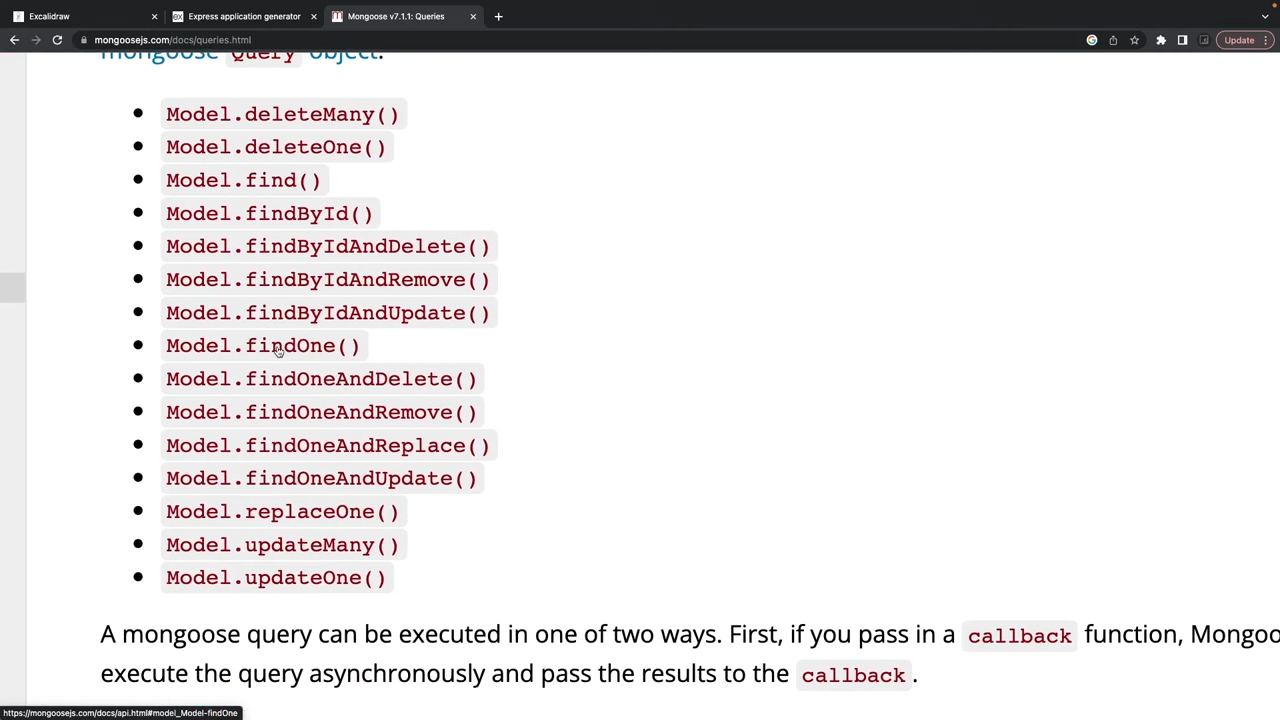 Excalidraw
Express application generator
Mongoose v7.1.1: Queries
mongoosejs.com/docs/queries.html
Update
mongoose Query object.
Model.deleteMany()
Model.deleteOne()
Model.find()
Model.findById()
Model.findByIdAndDelete()
Model.findByIdAndRemove()
Model.findByIdAndUpdate()
Model.findOne()
Model.findOneAndDelete()
Model.findOneAndRemove()
Model.findOneAndReplace()
Model.findOneAndUpdate()
Model.replaceOne()
Model.updateMany()
Model.updateOne()
A mongoose query can be executed in one of two ways. First, if you pass in a callback function, Mongoo
execute the query asynchronously and pass the results to the callback.
https://mongoosejs.com/docs/api.html#model_Model-findOne